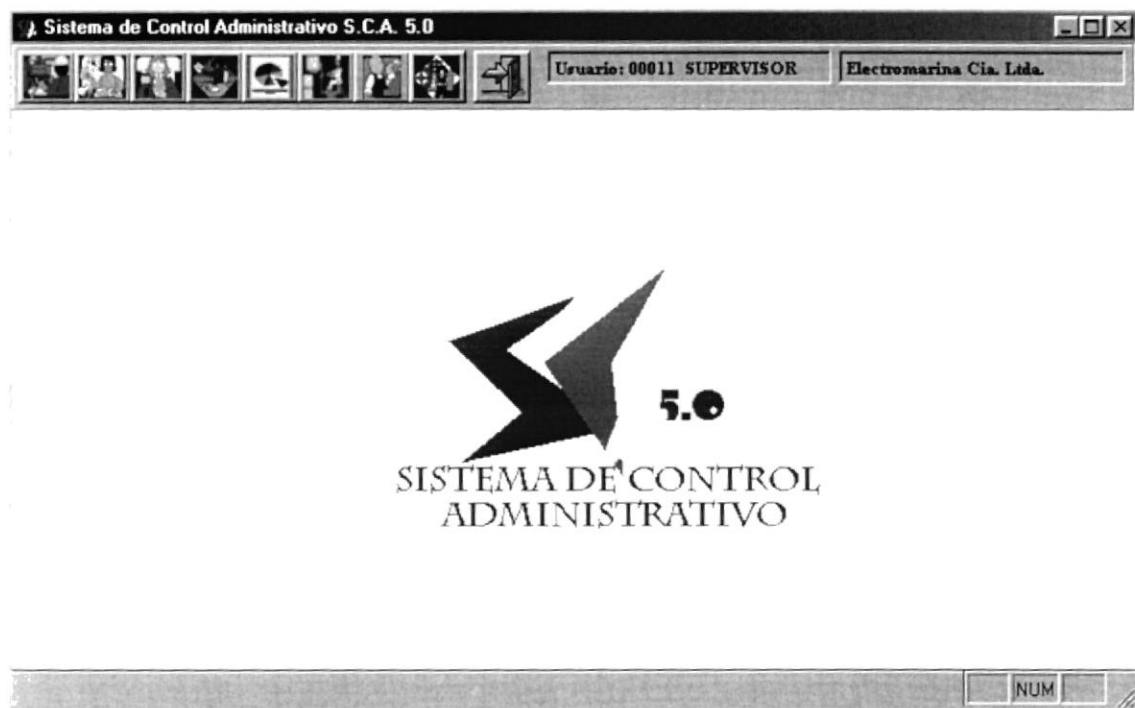 Sistema de Control Administrativo S.C.A. 5.0
Usuario: 00011 SUPERVISOR
Electromarina Cia. Ltda.
5.0
SISTEMA DE CONTROL
ADMINISTRATIVO
NUM